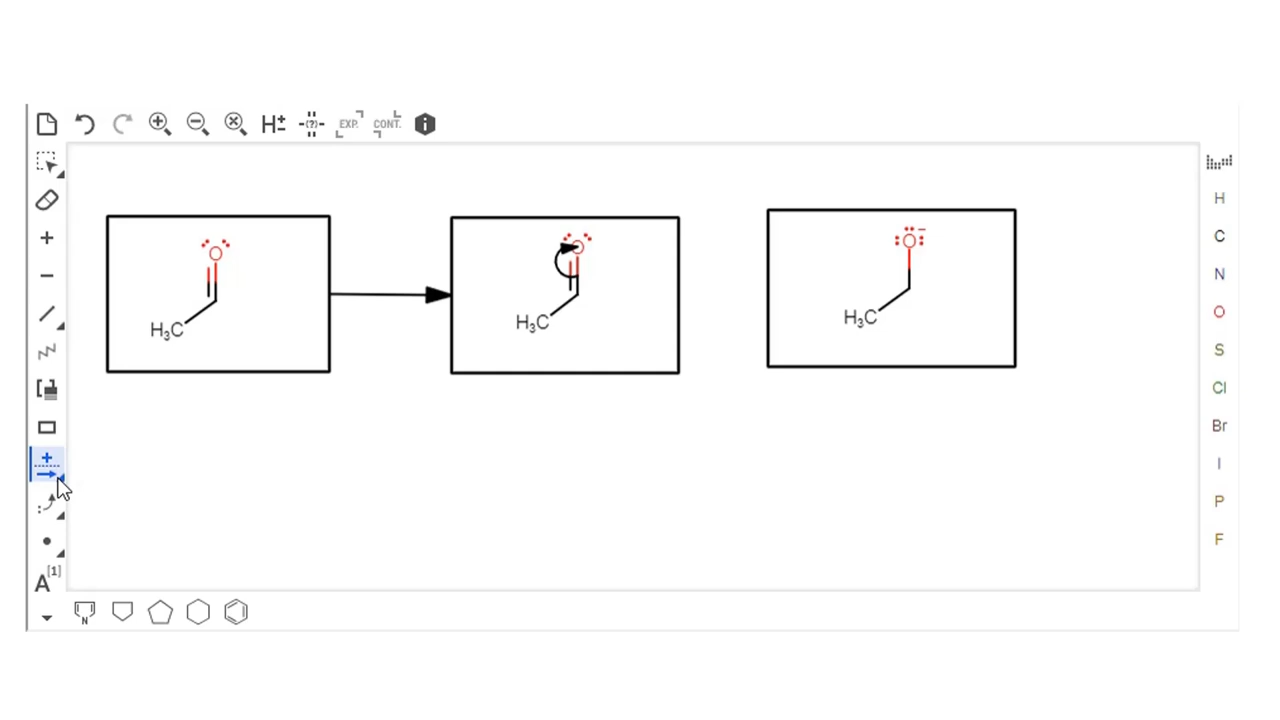 H± (?) EXP. CONT. i
H
C
N
O
S
Cl
Br
I
P
F
O
H₃C
O
H₃C
O⁻
H₃C
A[1]
N